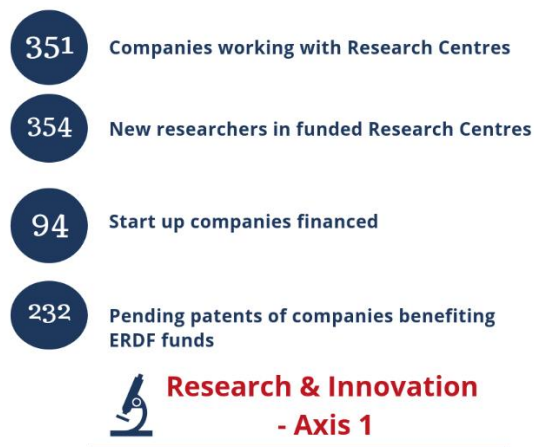 351
Companies working with Research Centres
354
New researchers in funded Research Centres
94
Start up companies financed
232
Pending patents of companies benefiting
ERDF funds
Research & Innovation
- Axis 1